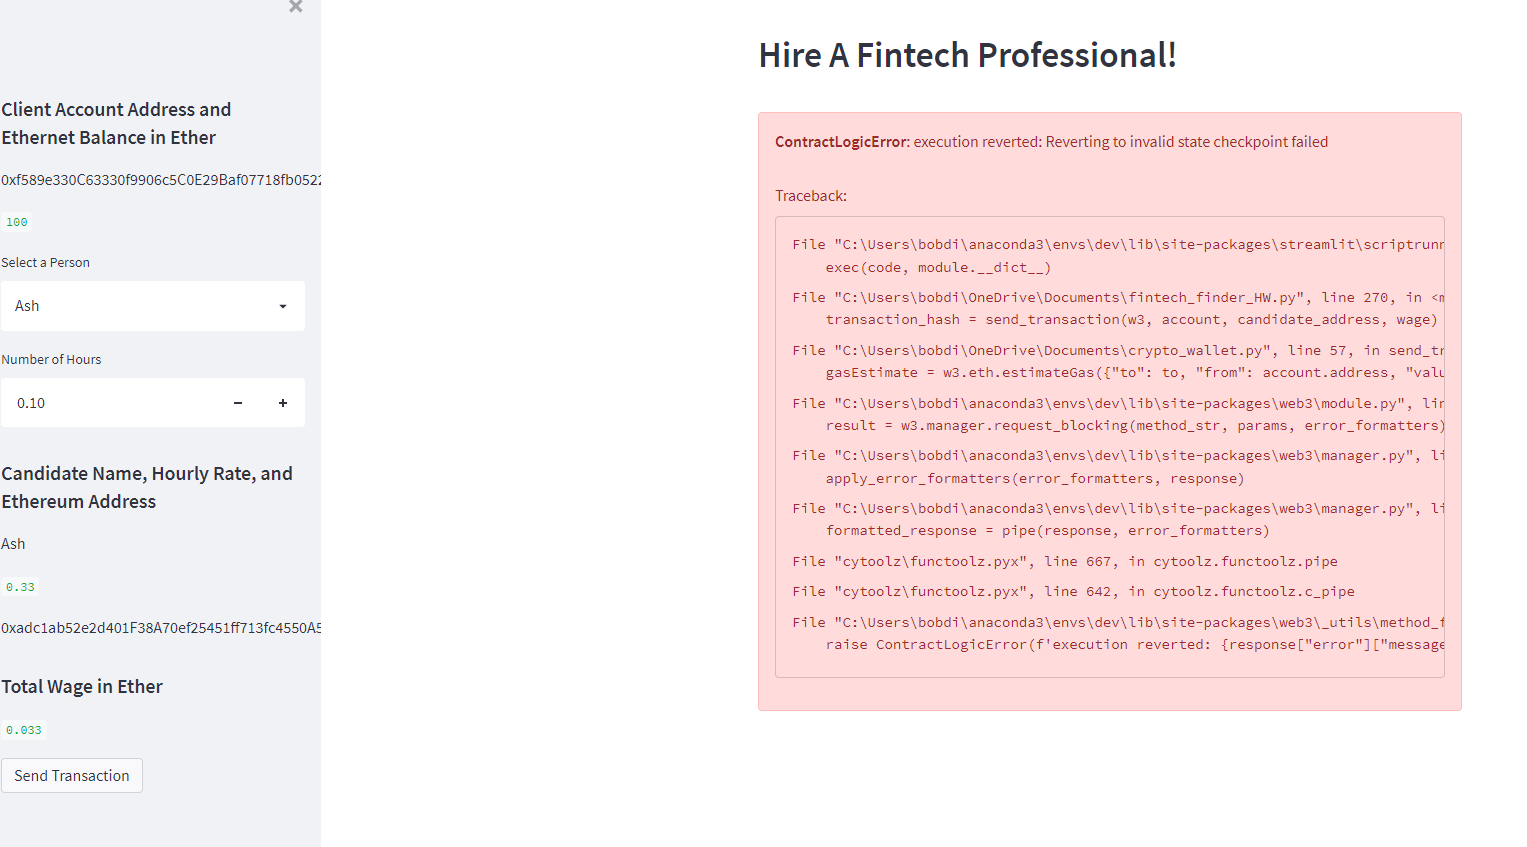 Client Account Address and
Ethernet Balance in Ether
0xf589e330C63330f9906c5C0E29Baf07718fb0522
100
Select a Person
Ash
Number of Hours
0.10
Candidate Name, Hourly Rate, and
Ethereum Address
Ash
0.33
0xadc1ab52e2d401F38A70ef25451ff713fc4550A5
Total Wage in Ether
0.033
Send Transaction
Hire A Fintech Professional!
ContractLogicError: execution reverted: Reverting to invalid state checkpoint failed
Traceback:
File "C:\Users\bobdi\anaconda3\envs\dev\lib\site-packages\streamlit\scriptrunn
exec(code, module.__dict__)
File "C:\Users\bobdi\OneDrive\Documents\fintech_finder_HW.py", line 270, in <m
transaction_hash = send_transaction(w3, account, candidate_address, wage)
File "C:\Users\bobdi\OneDrive\Documents\crypto_wallet.py", line 57, in send_tr
gasEstimate = w3.eth.estimateGas({"to": to, "from": account.address, "valu
File "C:\Users\bobdi\anaconda3\envs\dev\lib\site-packages\web3\module.py", lin
result = w3.manager.request_blocking(method_str, params, error_formatters)
File "C:\Users\bobdi\anaconda3\envs\dev\lib\site-packages\web3\manager.py", li
apply_error_formatters(error_formatters, response)
File "C:\Users\bobdi\anaconda3\envs\dev\lib\site-packages\web3\manager.py", li
formatted_response = pipe(response, error_formatters)
File "cytoolz\functoolz.pyx", line 667, in cytoolz.functoolz.pipe
File "cytoolz\functoolz.pyx", line 642, in cytoolz.functoolz.c_pipe
File "C:\Users\bobdi\anaconda3\envs\dev\lib\site-packages\web3\_utils\method_f
raise ContractLogicError(f'execution reverted: {response["error"]["message